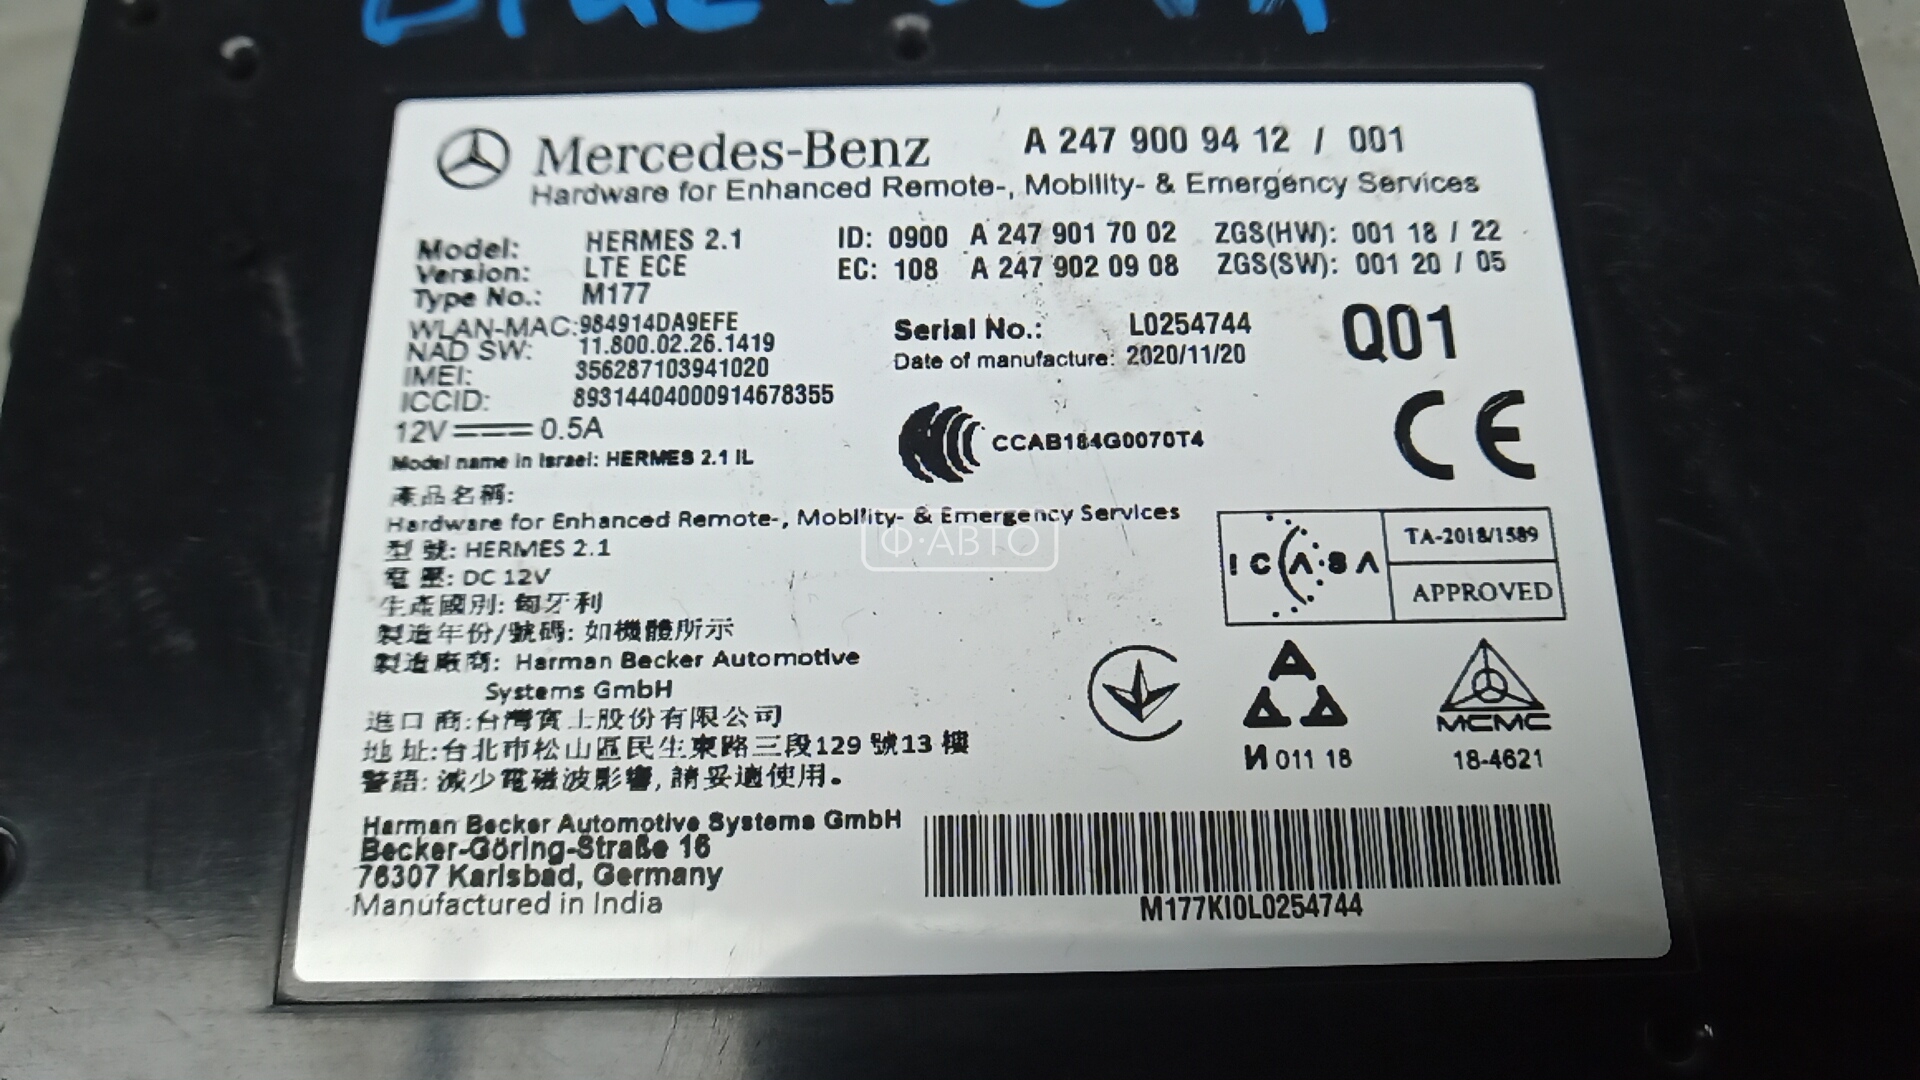 Mercedes-Benz A 247 900 94 12 / 001
Hardware for Enhanced Remote-, Mobility- & Emergency Services
Model: HERMES 2.1 ID: 0900 A 247 901 70 02 ZGS(HW): 001 18 / 22
Version: LTE ECE EC: 108 A 247 902 09 08 ZGS(SW): 001 20 / 05
Type No.: M177
WLAN-MAC: 984914DA9EFE Serial No.: L0254744 Q01
NAD SW: 11.800.02.26.1419 Date of manufacture: 2020/11/20
IMEI: 356287103941020
ICCID: 89314404000914678355
12V 0.5A CCAB184G0070T4 CE
Model name in Israel: HERMES 2.1 IL
產品名稱:
Hardware for Enhanced Remote-, Mobility- & Emergency Services
Ф·АВТО
型 號: HERMES 2.1
ICASA TA-2018/1589
電 壓: DC 12V
APPROVED
生產國別: 匈牙利
製造年份/號碼: 如機體所示
製造廠商: Harman Becker Automotive
Systems GmbH
進口 商:台灣賓士股份有限公司
MCMC
地 址:台北市松山區民生東路三段129 號13 樓
И 011 18 18-4621
警語: 減少電磁波影響, 請妥適使用。
Harman Becker Automotive Systems GmbH
Becker-Göring-Straße 16
76307 Karlsbad, Germany
Manufactured in India
M177KI0L0254744